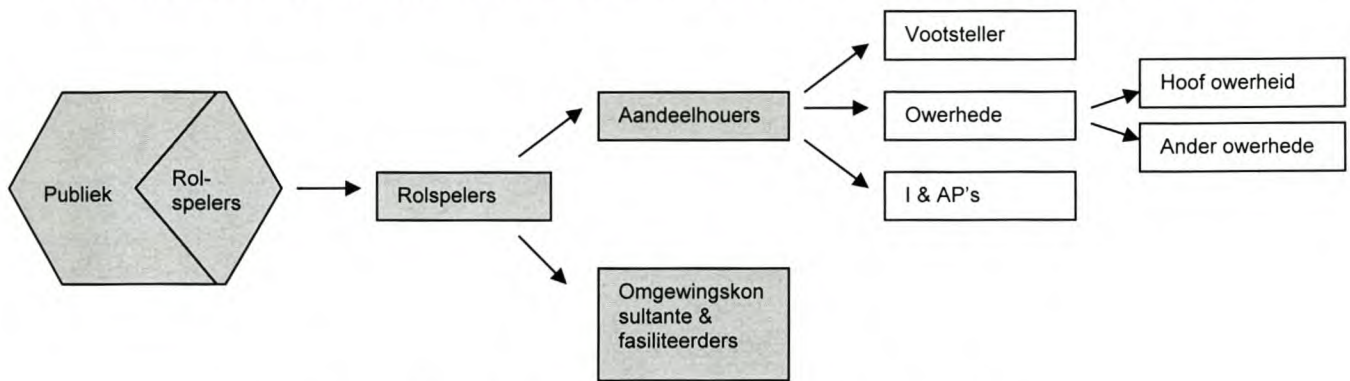 Publiek
Rol-
spelers
Rolspelers
Aandeelhouers
Omgewingskon
sultante &
fasiliteerders
Vootsteller
Owerhede
I & AP's
Hoof owerheid
Ander owerhede